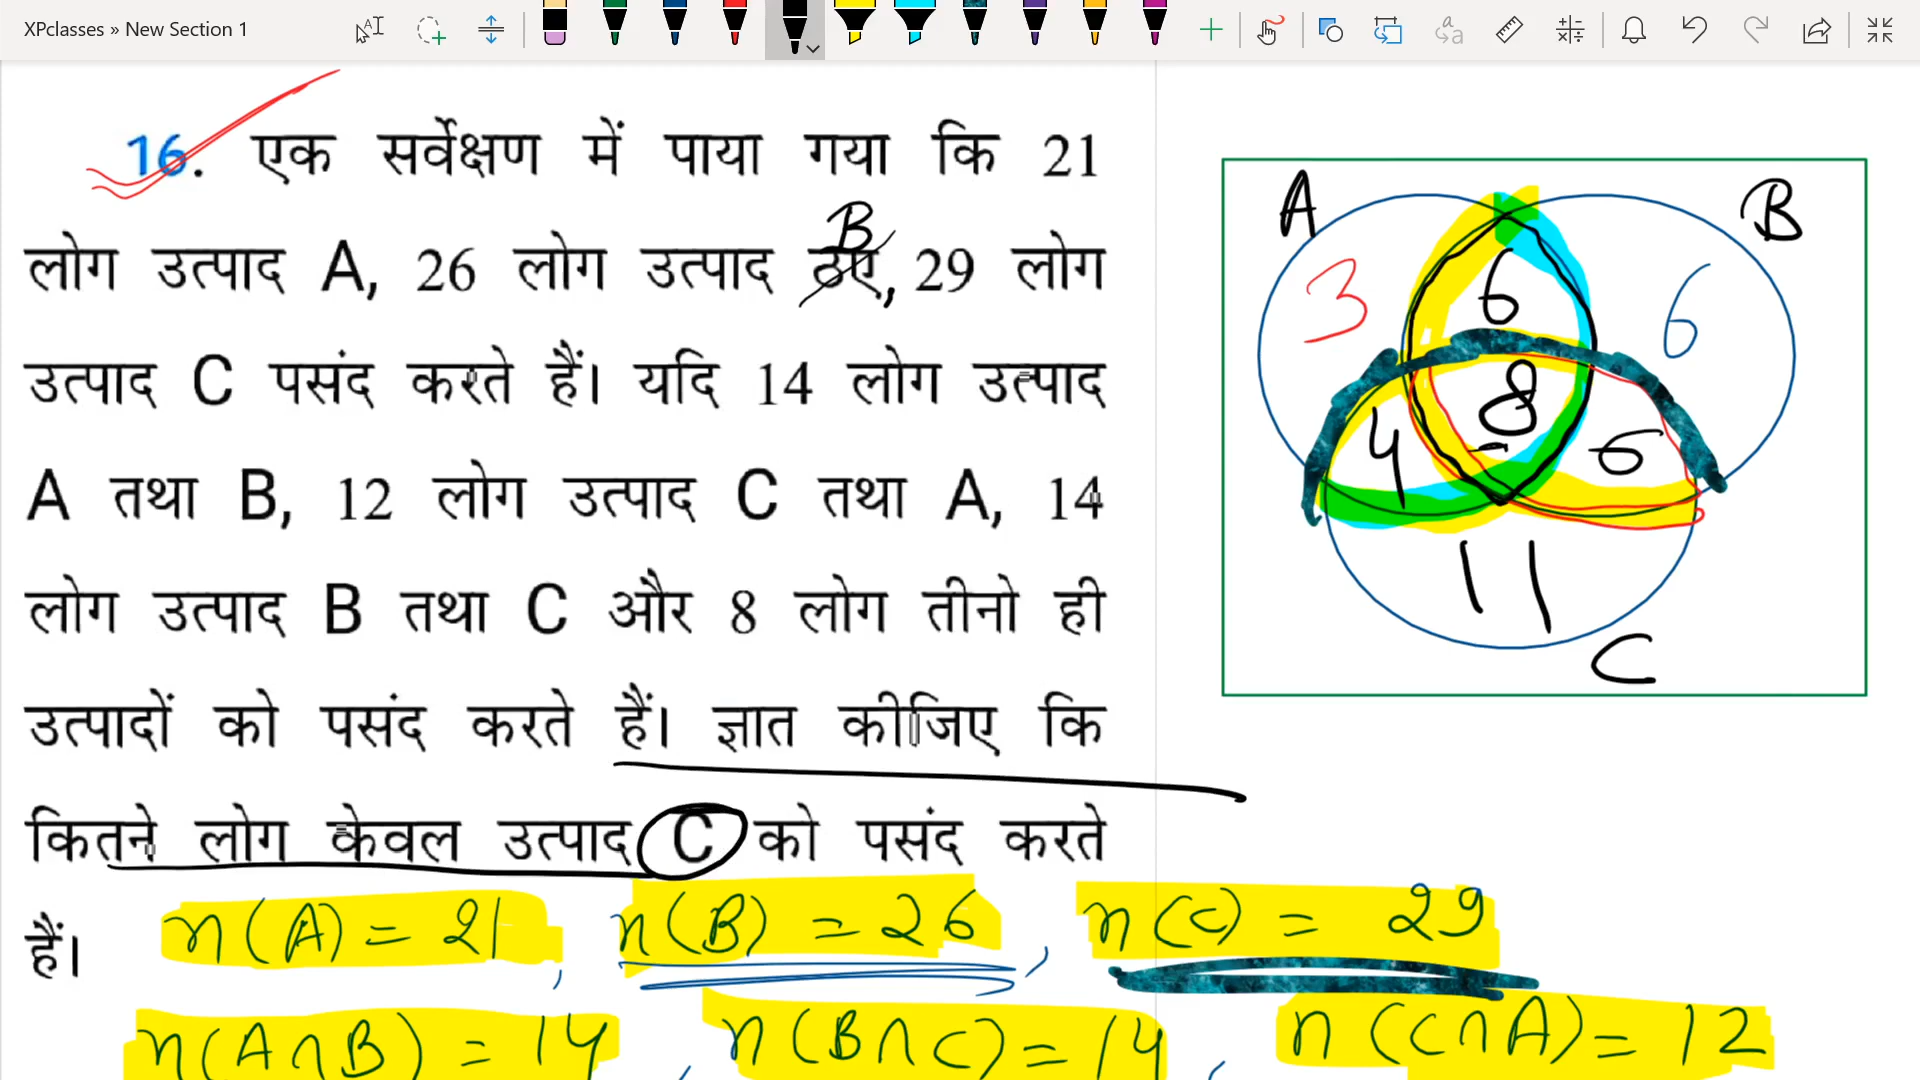 XPclasses » New Section 1
16. एक सर्वेक्षण में पाया गया कि 21
लोग उत्पाद A, 26 लोग उत्पाद ठए, 29 लोग
B
उत्पाद C पसंद करते हैं। यदि 14 लोग उत्पाद
A तथा B, 12 लोग उत्पाद C तथा A, 14
लोग उत्पाद B तथा C और 8 लोग तीनो ही
उत्पादों को पसंद करते हैं। ज्ञात कीजिए कि
कितने लोग केवल उत्पाद C को पसंद करते
हैं।
n(A) = 21, n(B) = 26, n(C) = 29
n(A∩B) = 14, n(B∩C) = 14, n(C∩A) = 12
A B
3 6 6
4 8 6
11
C